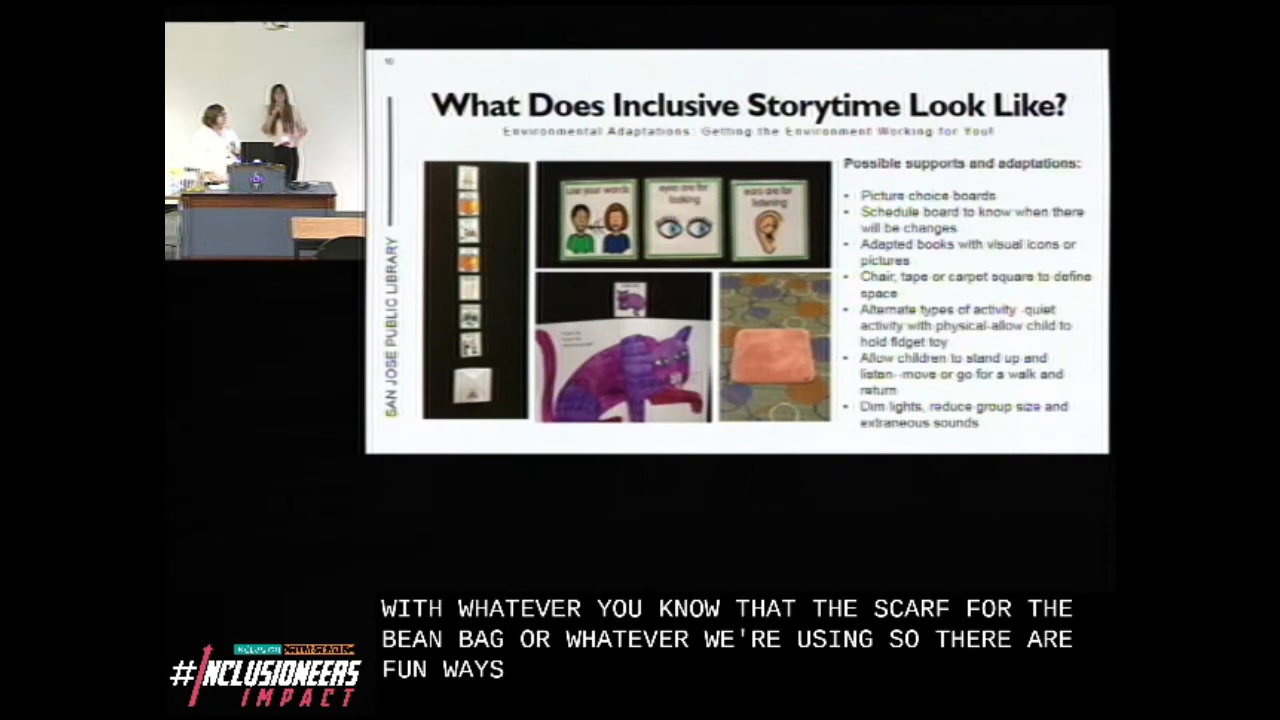 What Does Inclusive Storytime Look Like?
Environmental Adaptations: Getting the Environment Working for You!
SAN JOSE PUBLIC LIBRARY
use your words
eyes are for
looking
ears are for
listening
Possible supports and adaptations:
• Picture choice boards
• Schedule board to know when there
will be changes
• Adapted books with visual icons or
pictures
• Chair, tape or carpet square to define
space
• Alternate types of activity -quiet
activity with physical-allow child to
hold fidget toy
• Allow children to stand up and
listen--move or go for a walk and
return
• Dim lights, reduce group size and
extraneous sounds
WITH WHATEVER YOU KNOW THAT THE SCARF FOR THE
BEAN BAG OR WHATEVER WE'RE USING SO THERE ARE
FUN WAYS
#INCLUSIONEERS
IMPACT